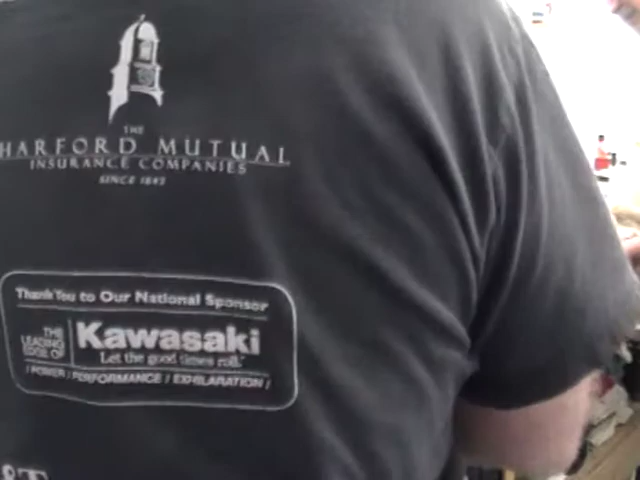 THE
HARFORD MUTUAL
INSURANCE COMPANIES
SINCE 1842
Thank You to Our National Sponsor
THE
LEADING
EDGE OF
Kawasaki
Let the good times roll.
/ POWER / PERFORMANCE / EXHILARATION /
&T